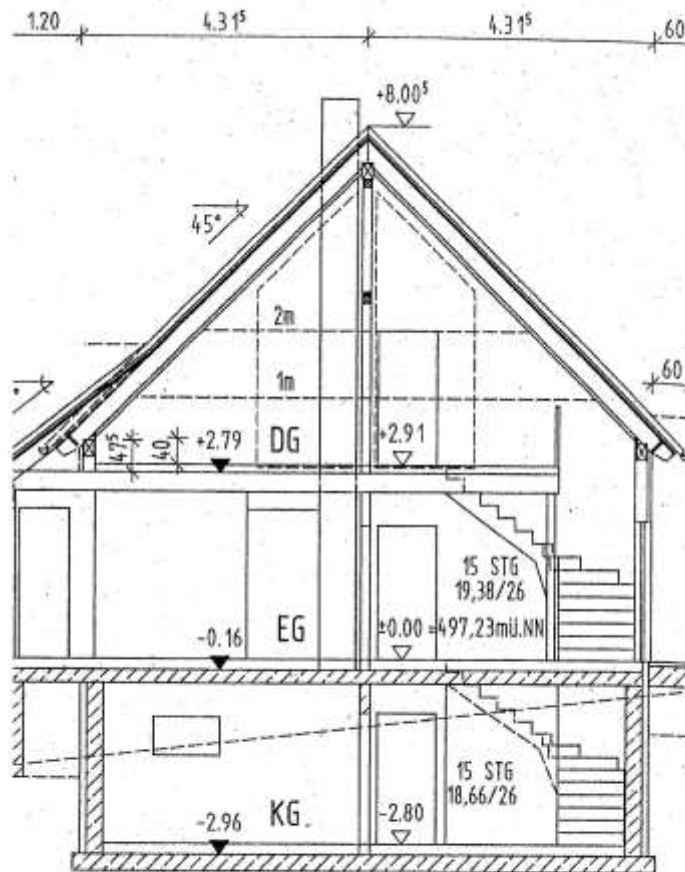 1.20 4.31⁵ 4.31⁵ 60
+8.00⁵
45°
2m
1m
60
°
47⁵ 40 +2.79 DG +2.91
15 STG
19,38/26
-0.16 EG ±0.00 =497,23mü.NN
15 STG
18,66/26
-2.96 KG -2.80